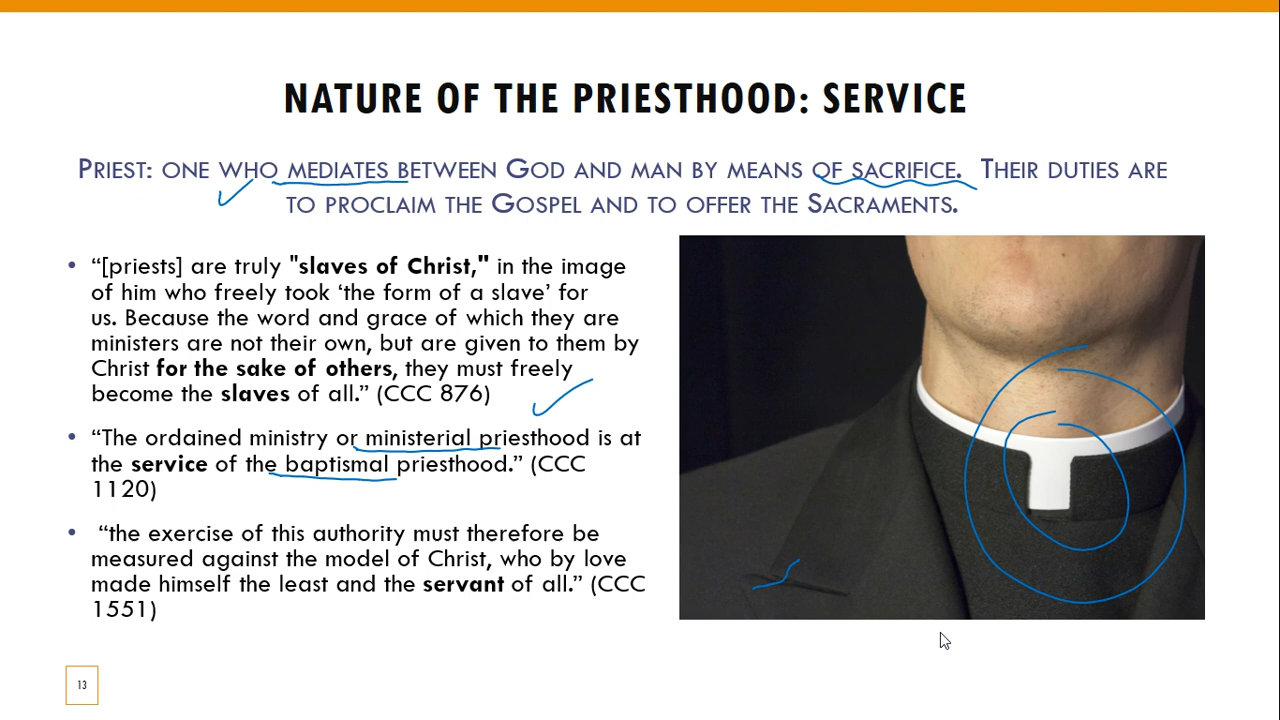 NATURE OF THE PRIESTHOOD: SERVICE
PRIEST: ONE WHO MEDIATES BETWEEN GOD AND MAN BY MEANS OF SACRIFICE. THEIR DUTIES ARE
TO PROCLAIM THE GOSPEL AND TO OFFER THE SACRAMENTS.
• “[priests] are truly "slaves of Christ," in the image
of him who freely took ‘the form of a slave’ for
us. Because the word and grace of which they are
ministers are not their own, but are given to them by
Christ for the sake of others, they must freely
become the slaves of all.” (CCC 876)
• “The ordained ministry or ministerial priesthood is at
the service of the baptismal priesthood.” (CCC
1120)
• “the exercise of this authority must therefore be
measured against the model of Christ, who by love
made himself the least and the servant of all.” (CCC
1551)
13